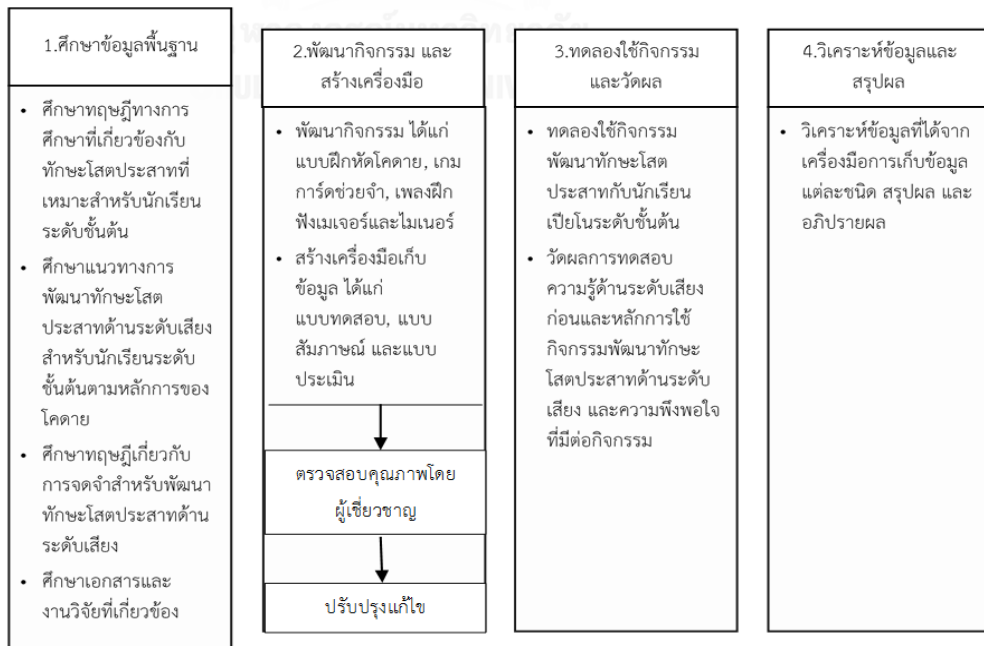 1.ศึกษาข้อมูลพื้นฐาน
• ศึกษาทฤษฎีทางการ
ศึกษาที่เกี่ยวข้องกับ
ทักษะโสตประสาทที่
เหมาะสำหรับนักเรียน
ระดับชั้นต้น
• ศึกษาแนวทางการ
พัฒนาทักษะโสต
ประสาทด้านระดับเสียง
สำหรับนักเรียนระดับ
ชั้นต้นตามหลักการของ
โคดาย
• ศึกษาทฤษฎีเกี่ยวกับ
การจดจำสำหรับพัฒนา
ทักษะโสตประสาทด้าน
ระดับเสียง
• ศึกษาเอกสารและ
งานวิจัยที่เกี่ยวข้อง
2.พัฒนากิจกรรม และ
สร้างเครื่องมือ
• พัฒนากิจกรรม ได้แก่
แบบฝึกหัดโคดาย, เกม
การ์ดช่วยจำ, เพลงฝึก
ฟังเมเจอร์และไมเนอร์
• สร้างเครื่องมือเก็บ
ข้อมูล ได้แก่
แบบทดสอบ, แบบ
สัมภาษณ์ และแบบ
ประเมิน
ตรวจสอบคุณภาพโดย
ผู้เชี่ยวชาญ
ปรับปรุงแก้ไข
3.ทดลองใช้กิจกรรม
และวัดผล
• ทดลองใช้กิจกรรม
พัฒนาทักษะโสต
ประสาทกับนักเรียน
เปียโนระดับชั้นต้น
• วัดผลการทดสอบ
ความรู้ด้านระดับเสียง
ก่อนและหลักการใช้
กิจกรรมพัฒนาทักษะ
โสตประสาทด้านระดับ
เสียง และความพึงพอใจ
ที่มีต่อกิจกรรม
4.วิเคราะห์ข้อมูลและ
สรุปผล
• วิเคราะห์ข้อมูลที่ได้จาก
เครื่องมือการเก็บข้อมูล
แต่ละชนิด สรุปผล และ
อภิปรายผล